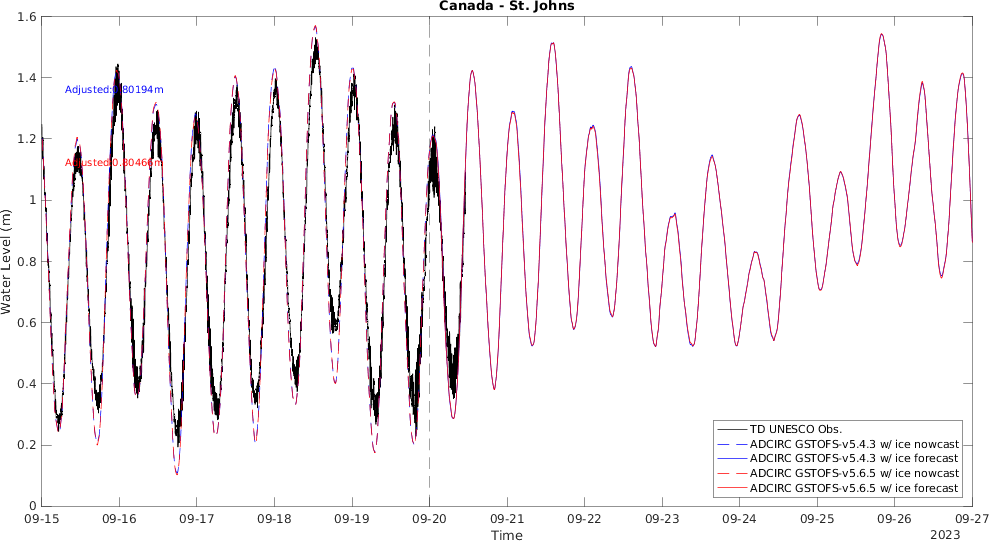 Canada - St. Johns
1.6
1.4
1.2
1
0.8
0.6
0.4
0.2
0
Water Level (m)
Adjusted:0.80194m
Adjusted:0.80466m
TD UNESCO Obs.
ADCIRC GSTOFS-v5.4.3 w/ ice nowcast
ADCIRC GSTOFS-v5.4.3 w/ ice forecast
ADCIRC GSTOFS-v5.6.5 w/ ice nowcast
ADCIRC GSTOFS-v5.6.5 w/ ice forecast
09-15 09-16 09-17 09-18 09-19 09-20 09-21 09-22 09-23 09-24 09-25 09-26 09-27
Time
2023